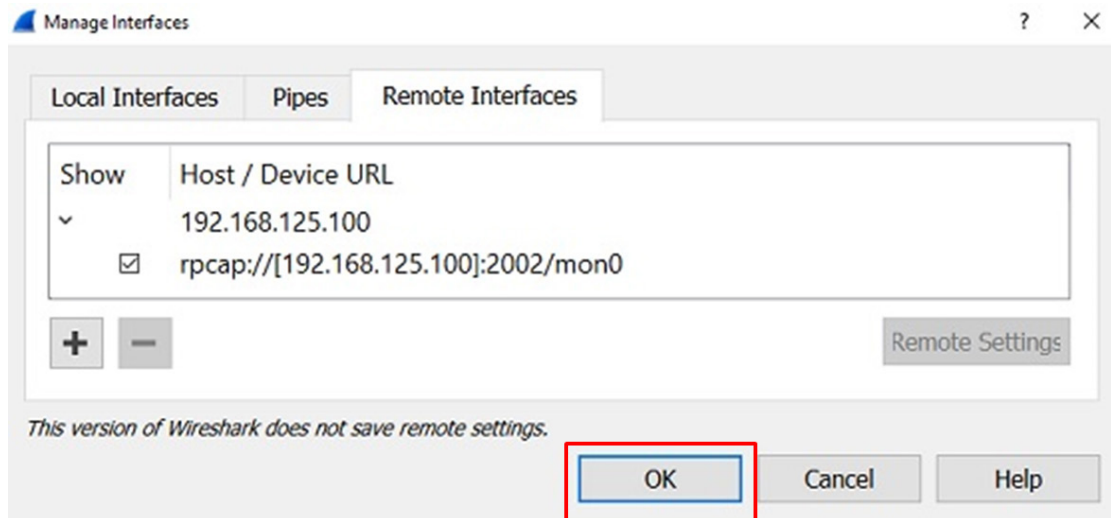 Manage Interfaces ? ×
Local Interfaces Pipes Remote Interfaces
Show Host / Device URL
192.168.125.100
rpcap://[192.168.125.100]:2002/mon0
Remote Settings
This version of Wireshark does not save remote settings.
OK Cancel Help